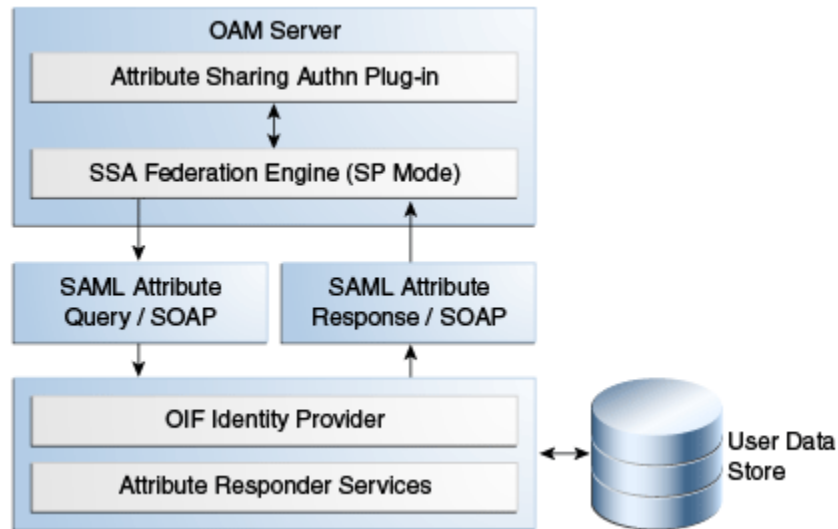 OAM Server
Attribute Sharing Authn Plug-in
SSA Federation Engine (SP Mode)
SAML Attribute
Query / SOAP
SAML Attribute
Response / SOAP
OIF Identity Provider
Attribute Responder Services
User Data
Store